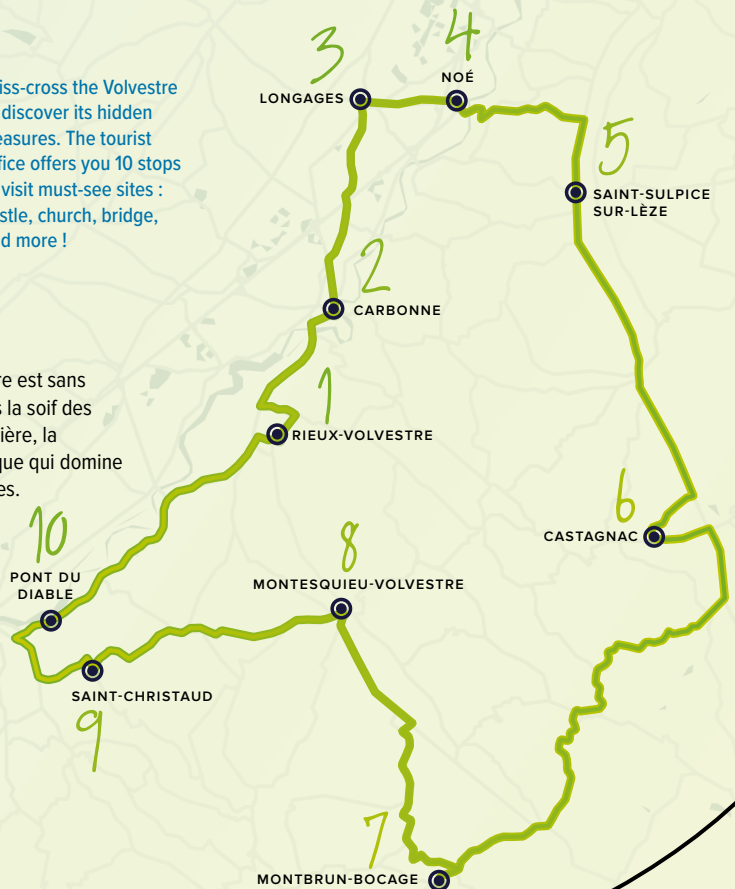 3
4
NOÉ
LONGAGES
iss-cross the Volvestre
discover its hidden
easures. The tourist
fice offers you 10 stops
visit must-see sites :
stle, church, bridge,
d more !
5
SAINT-SULPICE
SUR-LÈZE
2
CARBONNE
1
RIEUX-VOLVESTRE
re est sans
s la soif des
ière, la
que qui domine
es.
6
CASTAGNAC
10
PONT DU
DIABLE
8
MONTESQUIEU-VOLVESTRE
SAINT-CHRISTAUD
9
7
MONTBRUN-BOCAGE